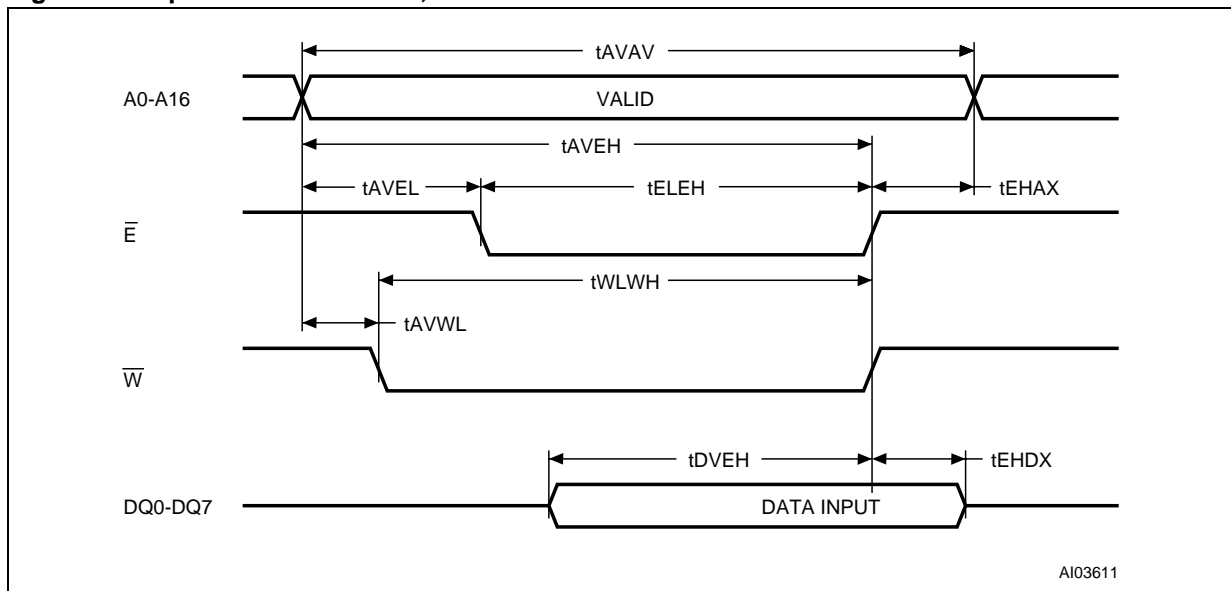 tAVAV
A0-A16
VALID
tAVEH
tAVEL
tELEH
tEHAX
E̅
tWLWH
tAVWL
W̅
tDVEH
tEHDX
DQ0-DQ7
DATA INPUT
AI03611